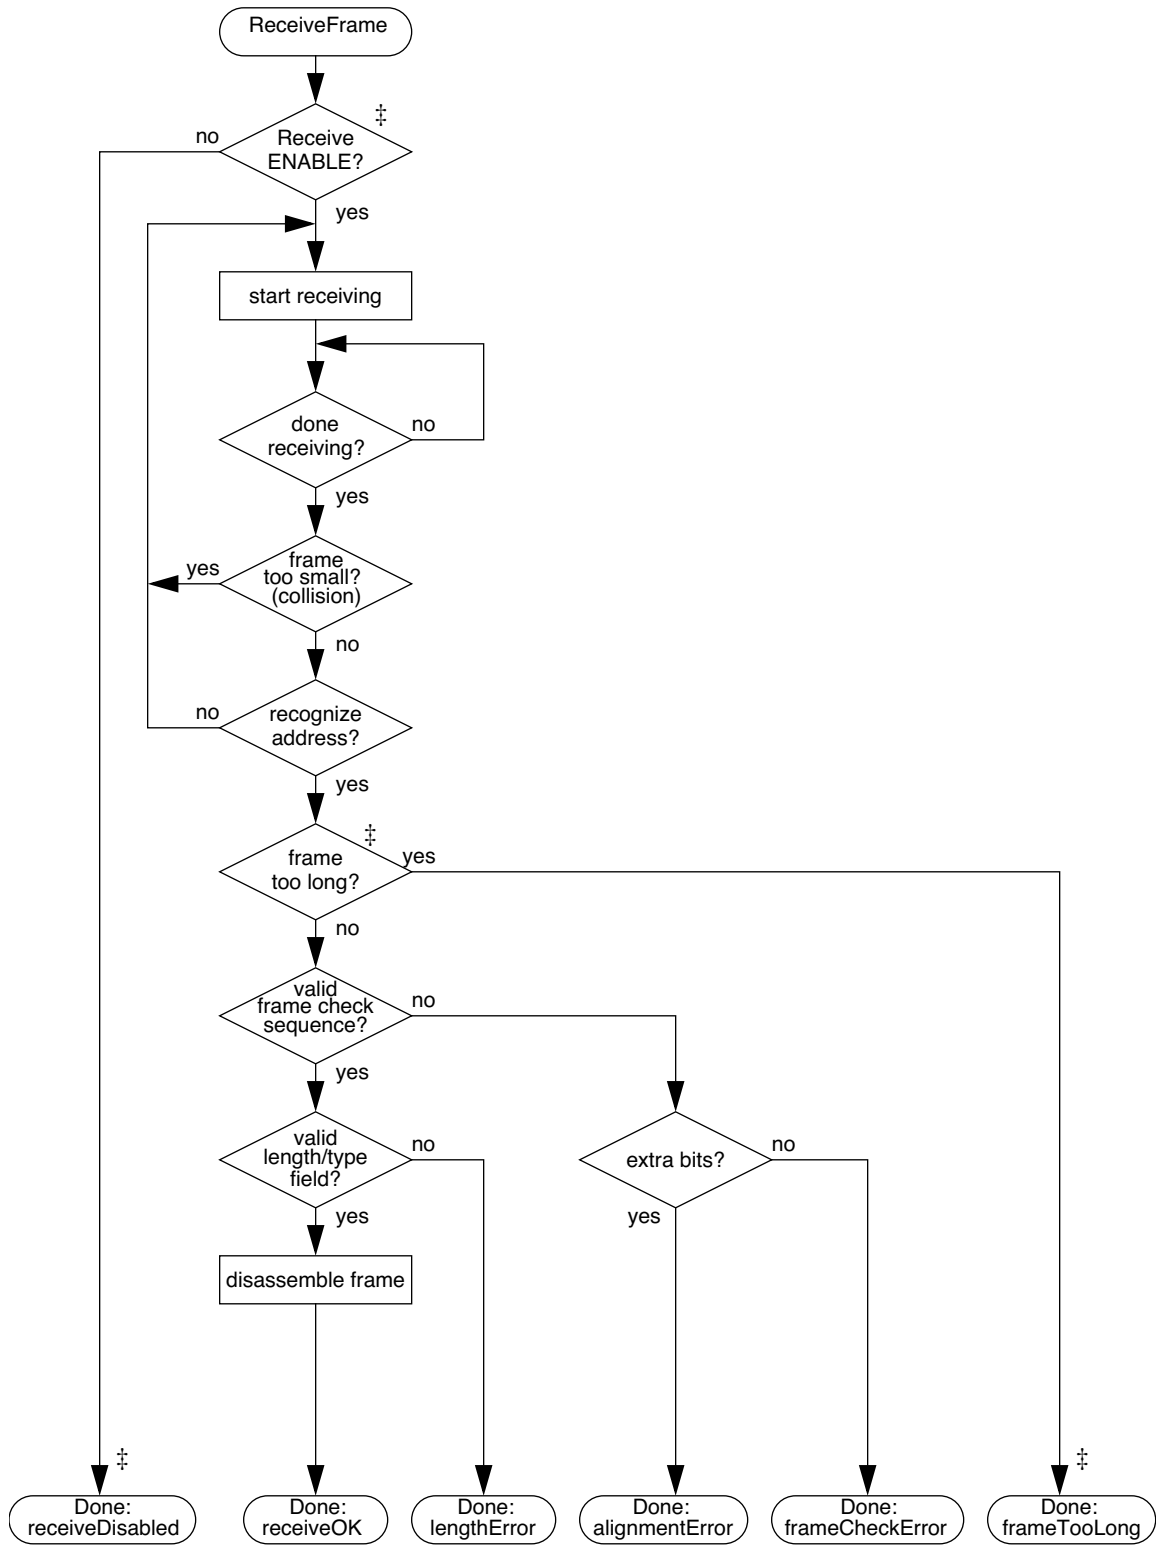 ReceiveFrame
‡
no
Receive
ENABLE?
yes
start receiving
done
receiving?
no
yes
frame
too small?
(collision)
yes
no
no
recognize
address?
yes
‡
frame
too long?
yes
no
valid
frame check
sequence?
no
yes
valid
length/type
field?
no
extra bits?
no
yes
yes
disassemble frame
‡
‡
Done:
receiveDisabled
Done:
receiveOK
Done:
lengthError
Done:
alignmentError
Done:
frameCheckError
Done:
frameTooLong